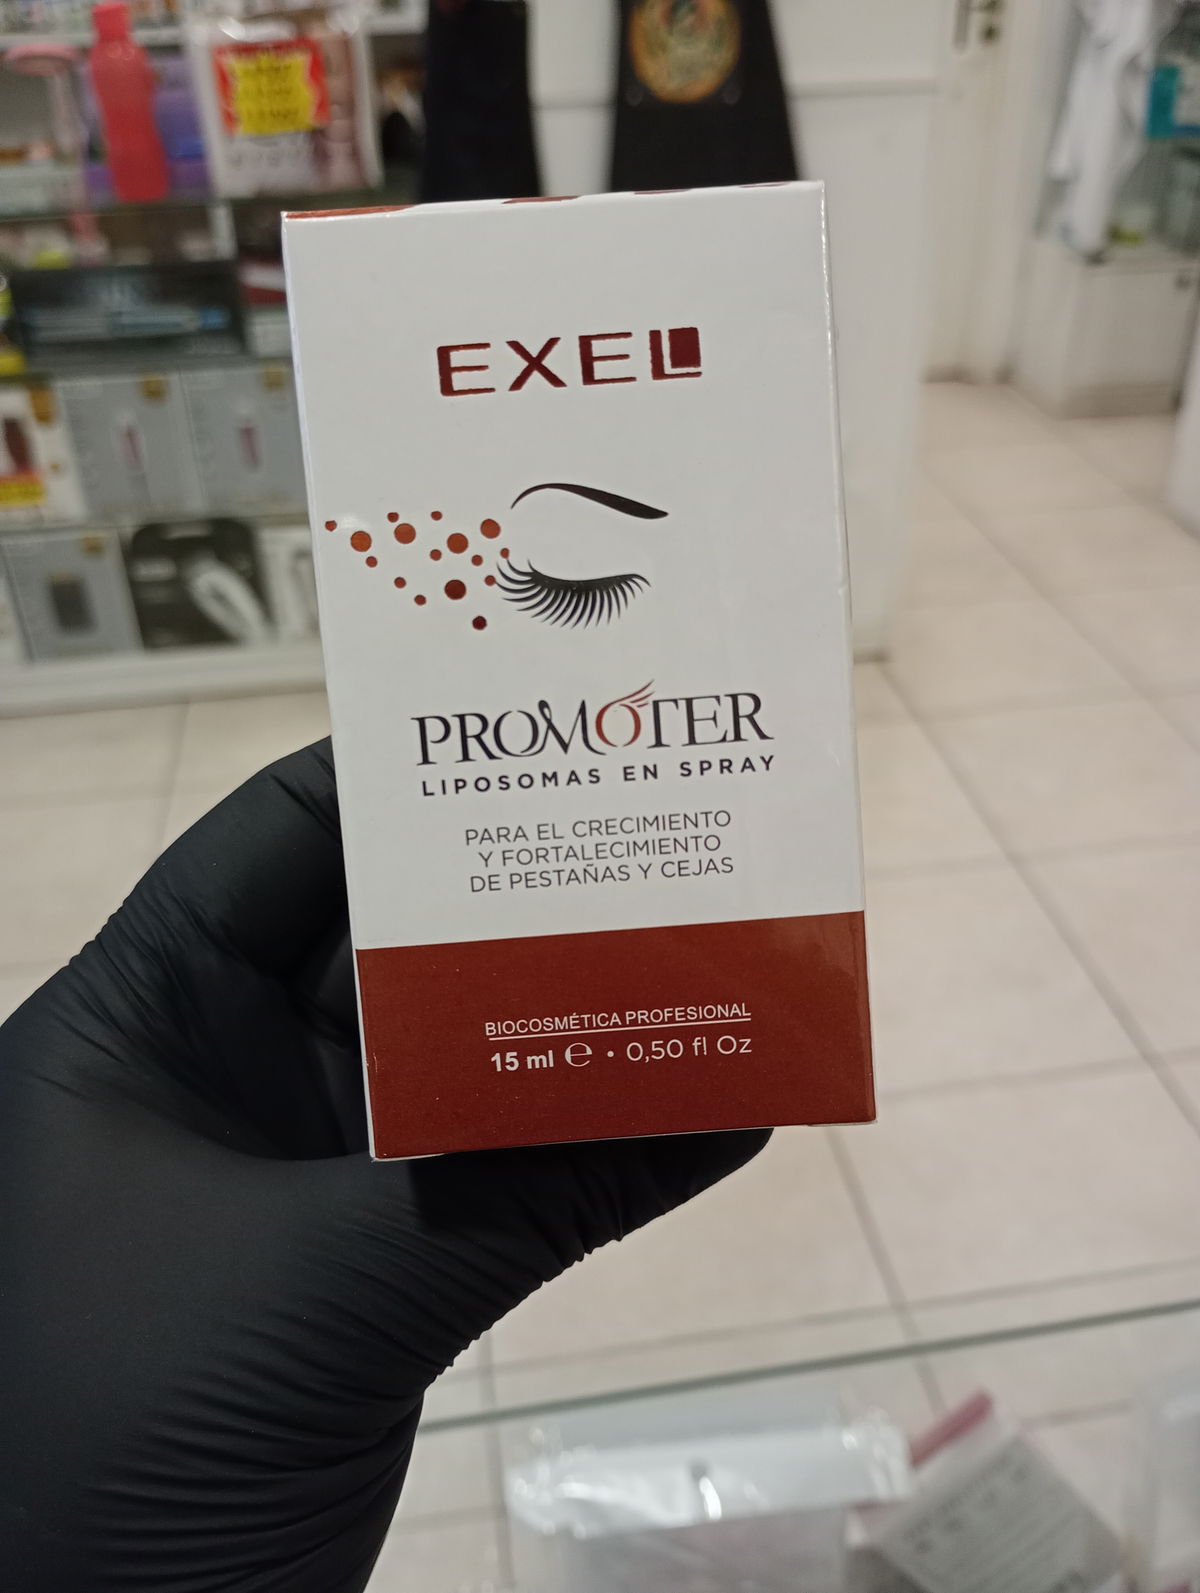 EXEL
PROMOTER
LIPOSOMAS EN SPRAY
PARA EL CRECIMIENTO
Y FORTALECIMIENTO
DE PESTAÑAS Y CEJAS
BIOCOSMÉTICA PROFESIONAL
15 ml ℮ • 0,50 fl Oz